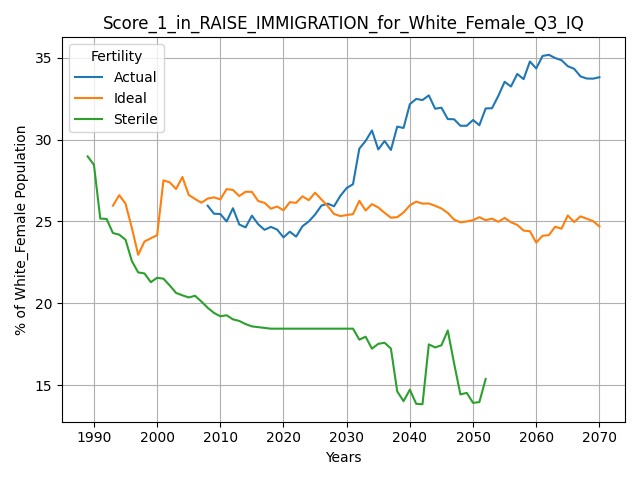 Score_1_in_RAISE_IMMIGRATION_for_White_Female_Q3_IQ
Fertility
Actual
Ideal
Sterile
% of White_Female Population
35
30
25
20
15
1990
2000
2010
2020
2030
2040
2050
2060
2070
Years